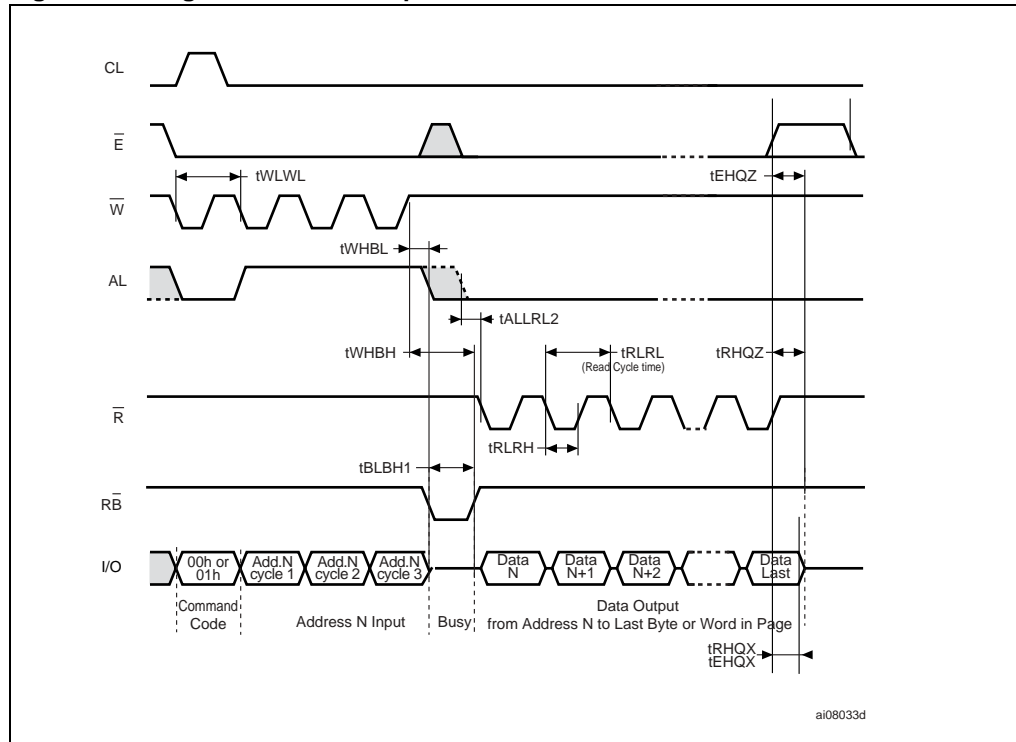 CL
E
tEHQZ
tWLWL
W
tWHBL
AL
tALLRL2
tWHBH
tRLRL
(Read Cycle time)
tRHQZ
R
tRLRH
tBLBH1
RB
I/O
00h or
01h
Add.N
cycle 1
Add.N
cycle 2
Add.N
cycle 3
Data
N
Data
N+1
Data
N+2
Data
Last
Command
Code
Address N Input
Busy
Data Output
from Address N to Last Byte or Word in Page
tRHQX
tEHQX
ai08033d